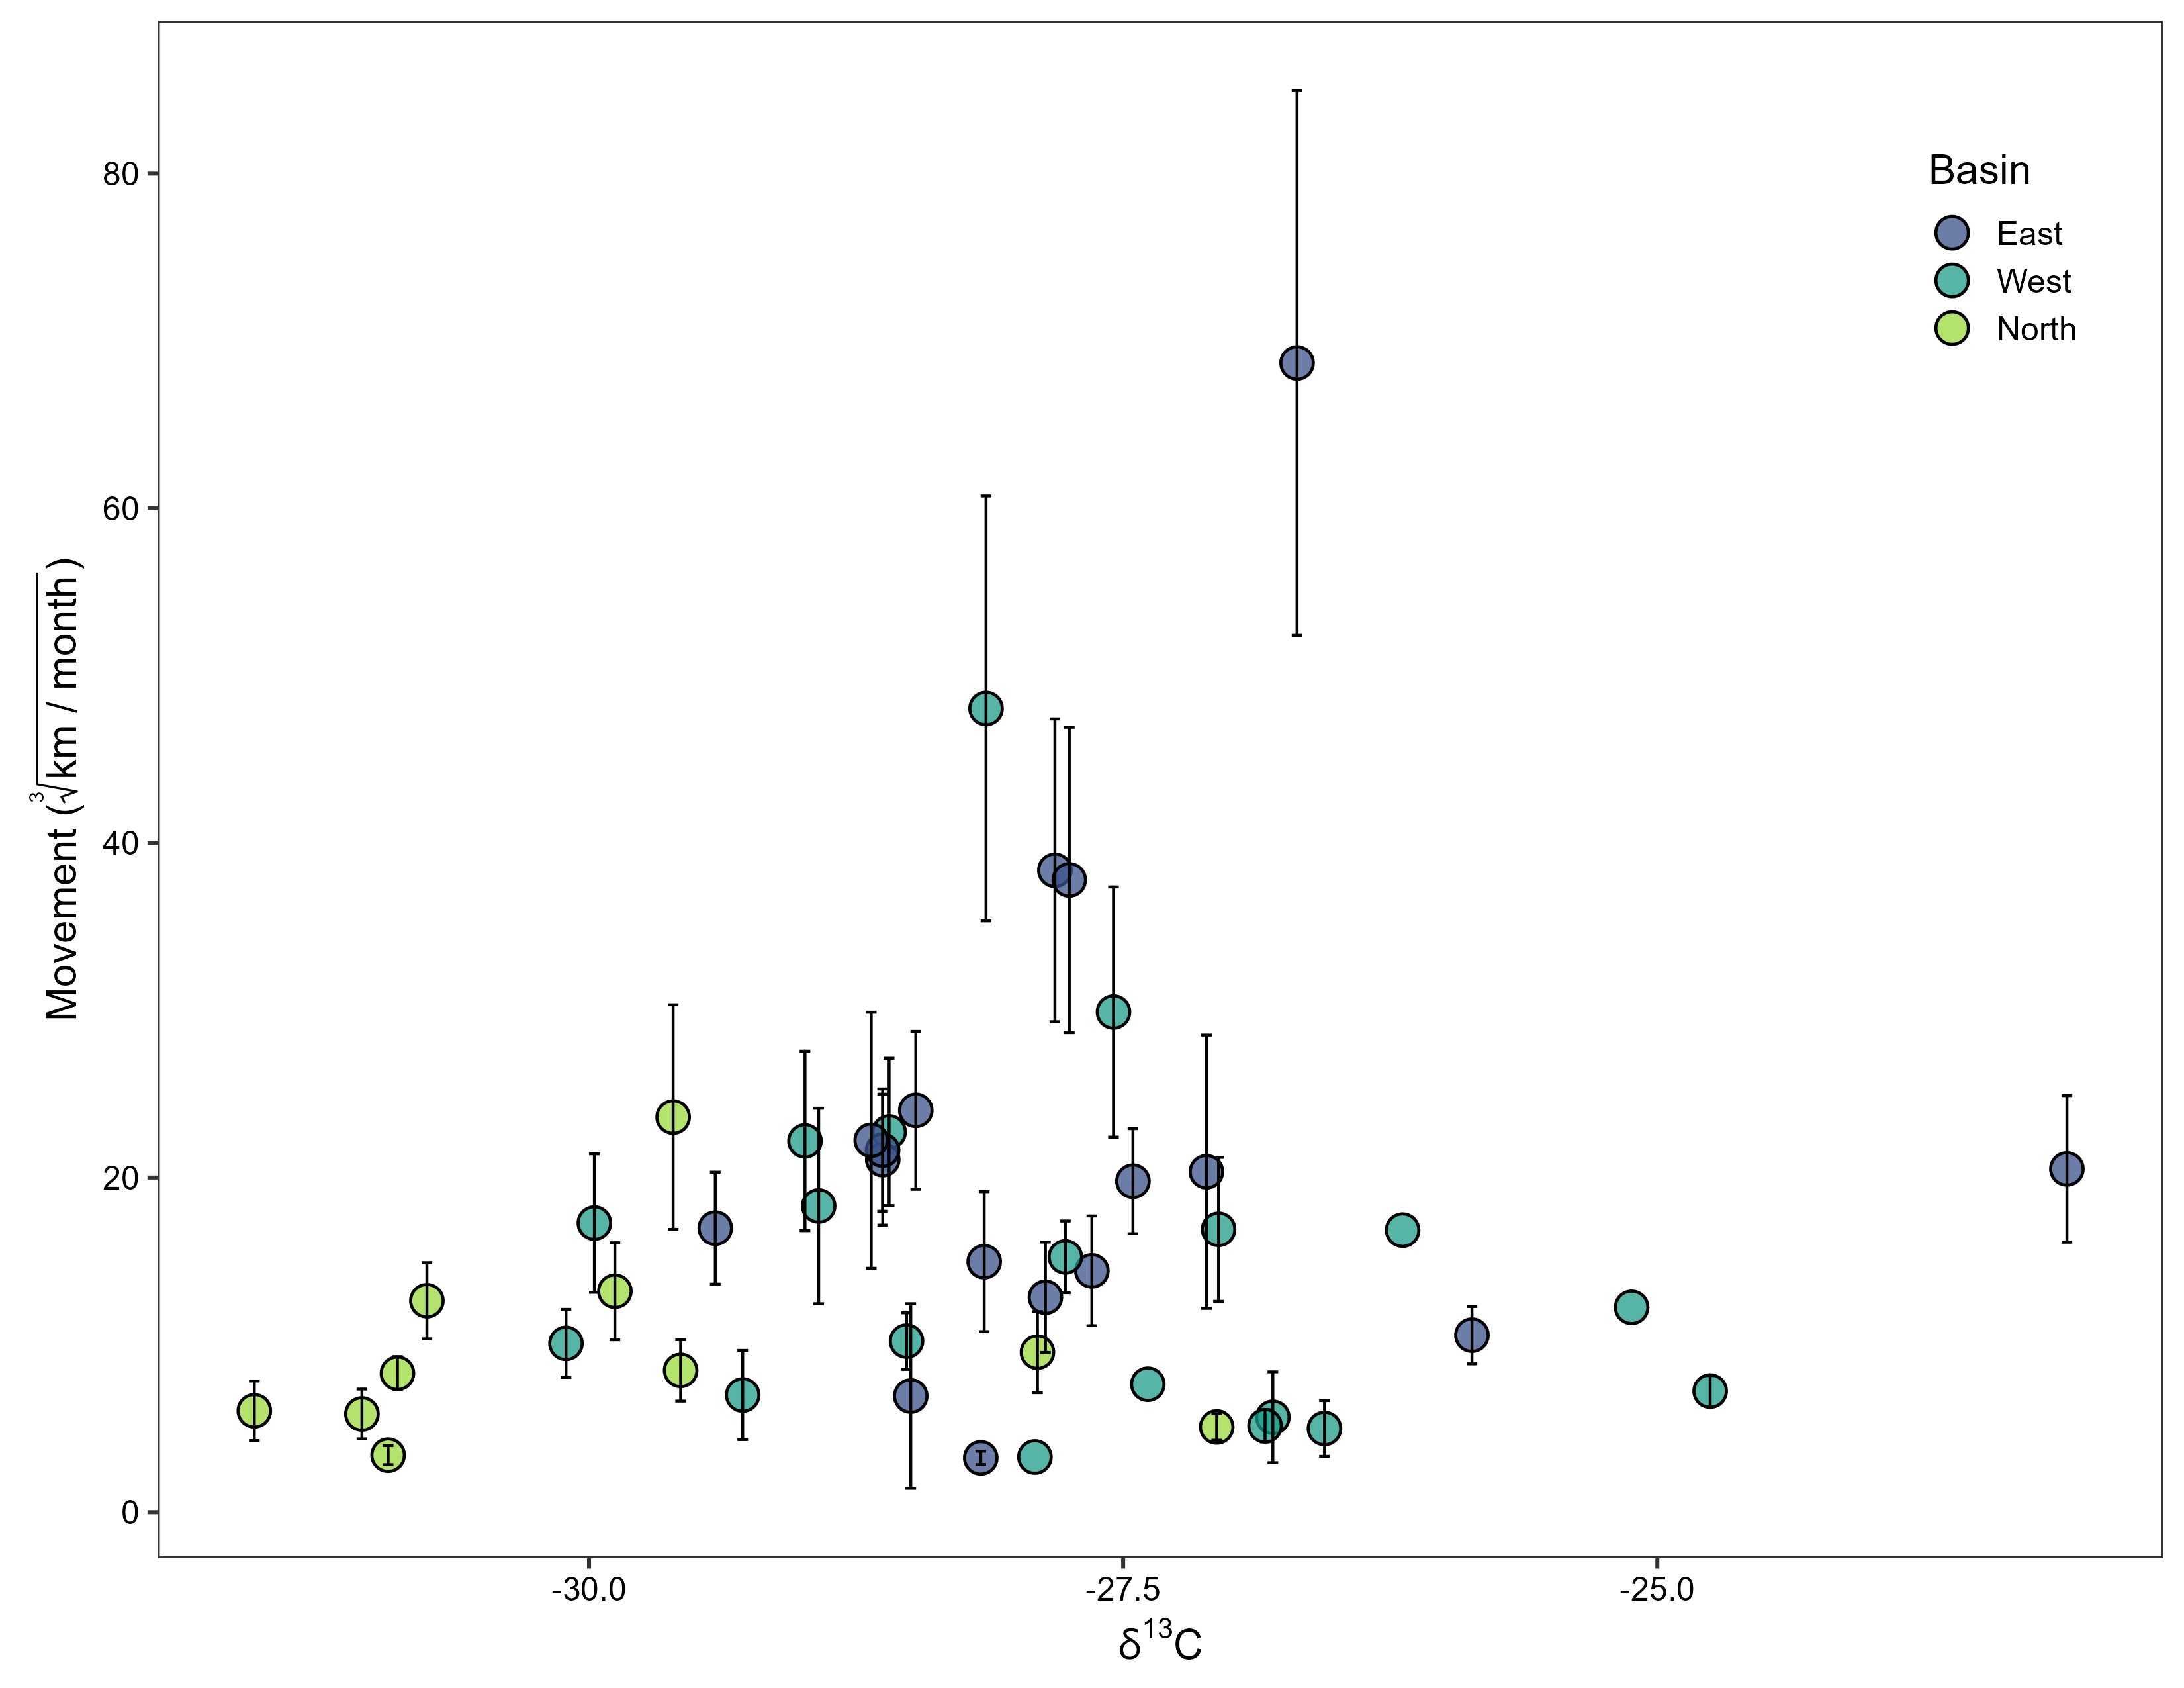 Basin
East
West
North
80
60
40
20
0
Movement (∛km / month)
-30.0
-27.5
-25.0
δ¹³C